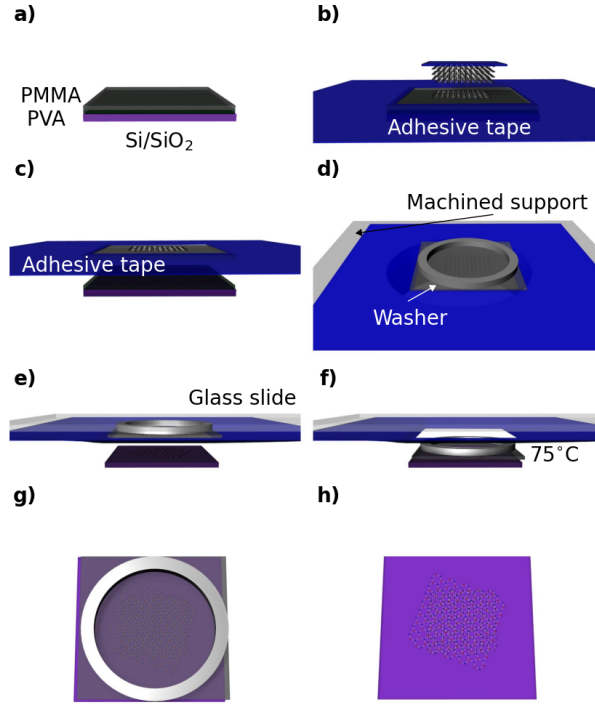 a)
PMMA
PVA
Si/SiO₂
b)
Adhesive tape
c)
Adhesive tape
d)
Machined support
Washer
e)
Glass slide
f)
75°C
g)
h)